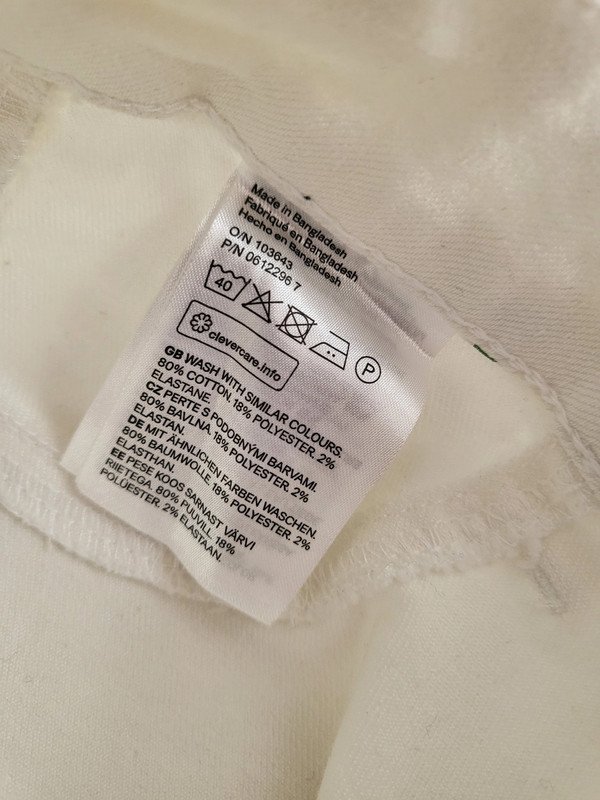 Made in Bangladesh
Fabriqué en Bangladesh
Hecho en Bangladesh
O/N 103643
P/N 0612296 7
40
P
clevercare.info
GB WASH WITH SIMILAR COLOURS.
80% COTTON. 18% POLYESTER. 2%
ELASTANE.
CZ PERTE S PODOBNÝMI BARVAMI.
80% BAVLNA. 18% POLYESTER. 2%
ELASTAN.
DE MIT ÄHNLICHEN FARBEN WASCHEN.
80% BAUMWOLLE. 18% POLYESTER. 2%
ELASTHAN.
EE PESE KOOS SARNAST VÄRVI
RIIETEGA. 80% PUUVILL. 18%
POLÜESTER. 2% ELASTAAN.